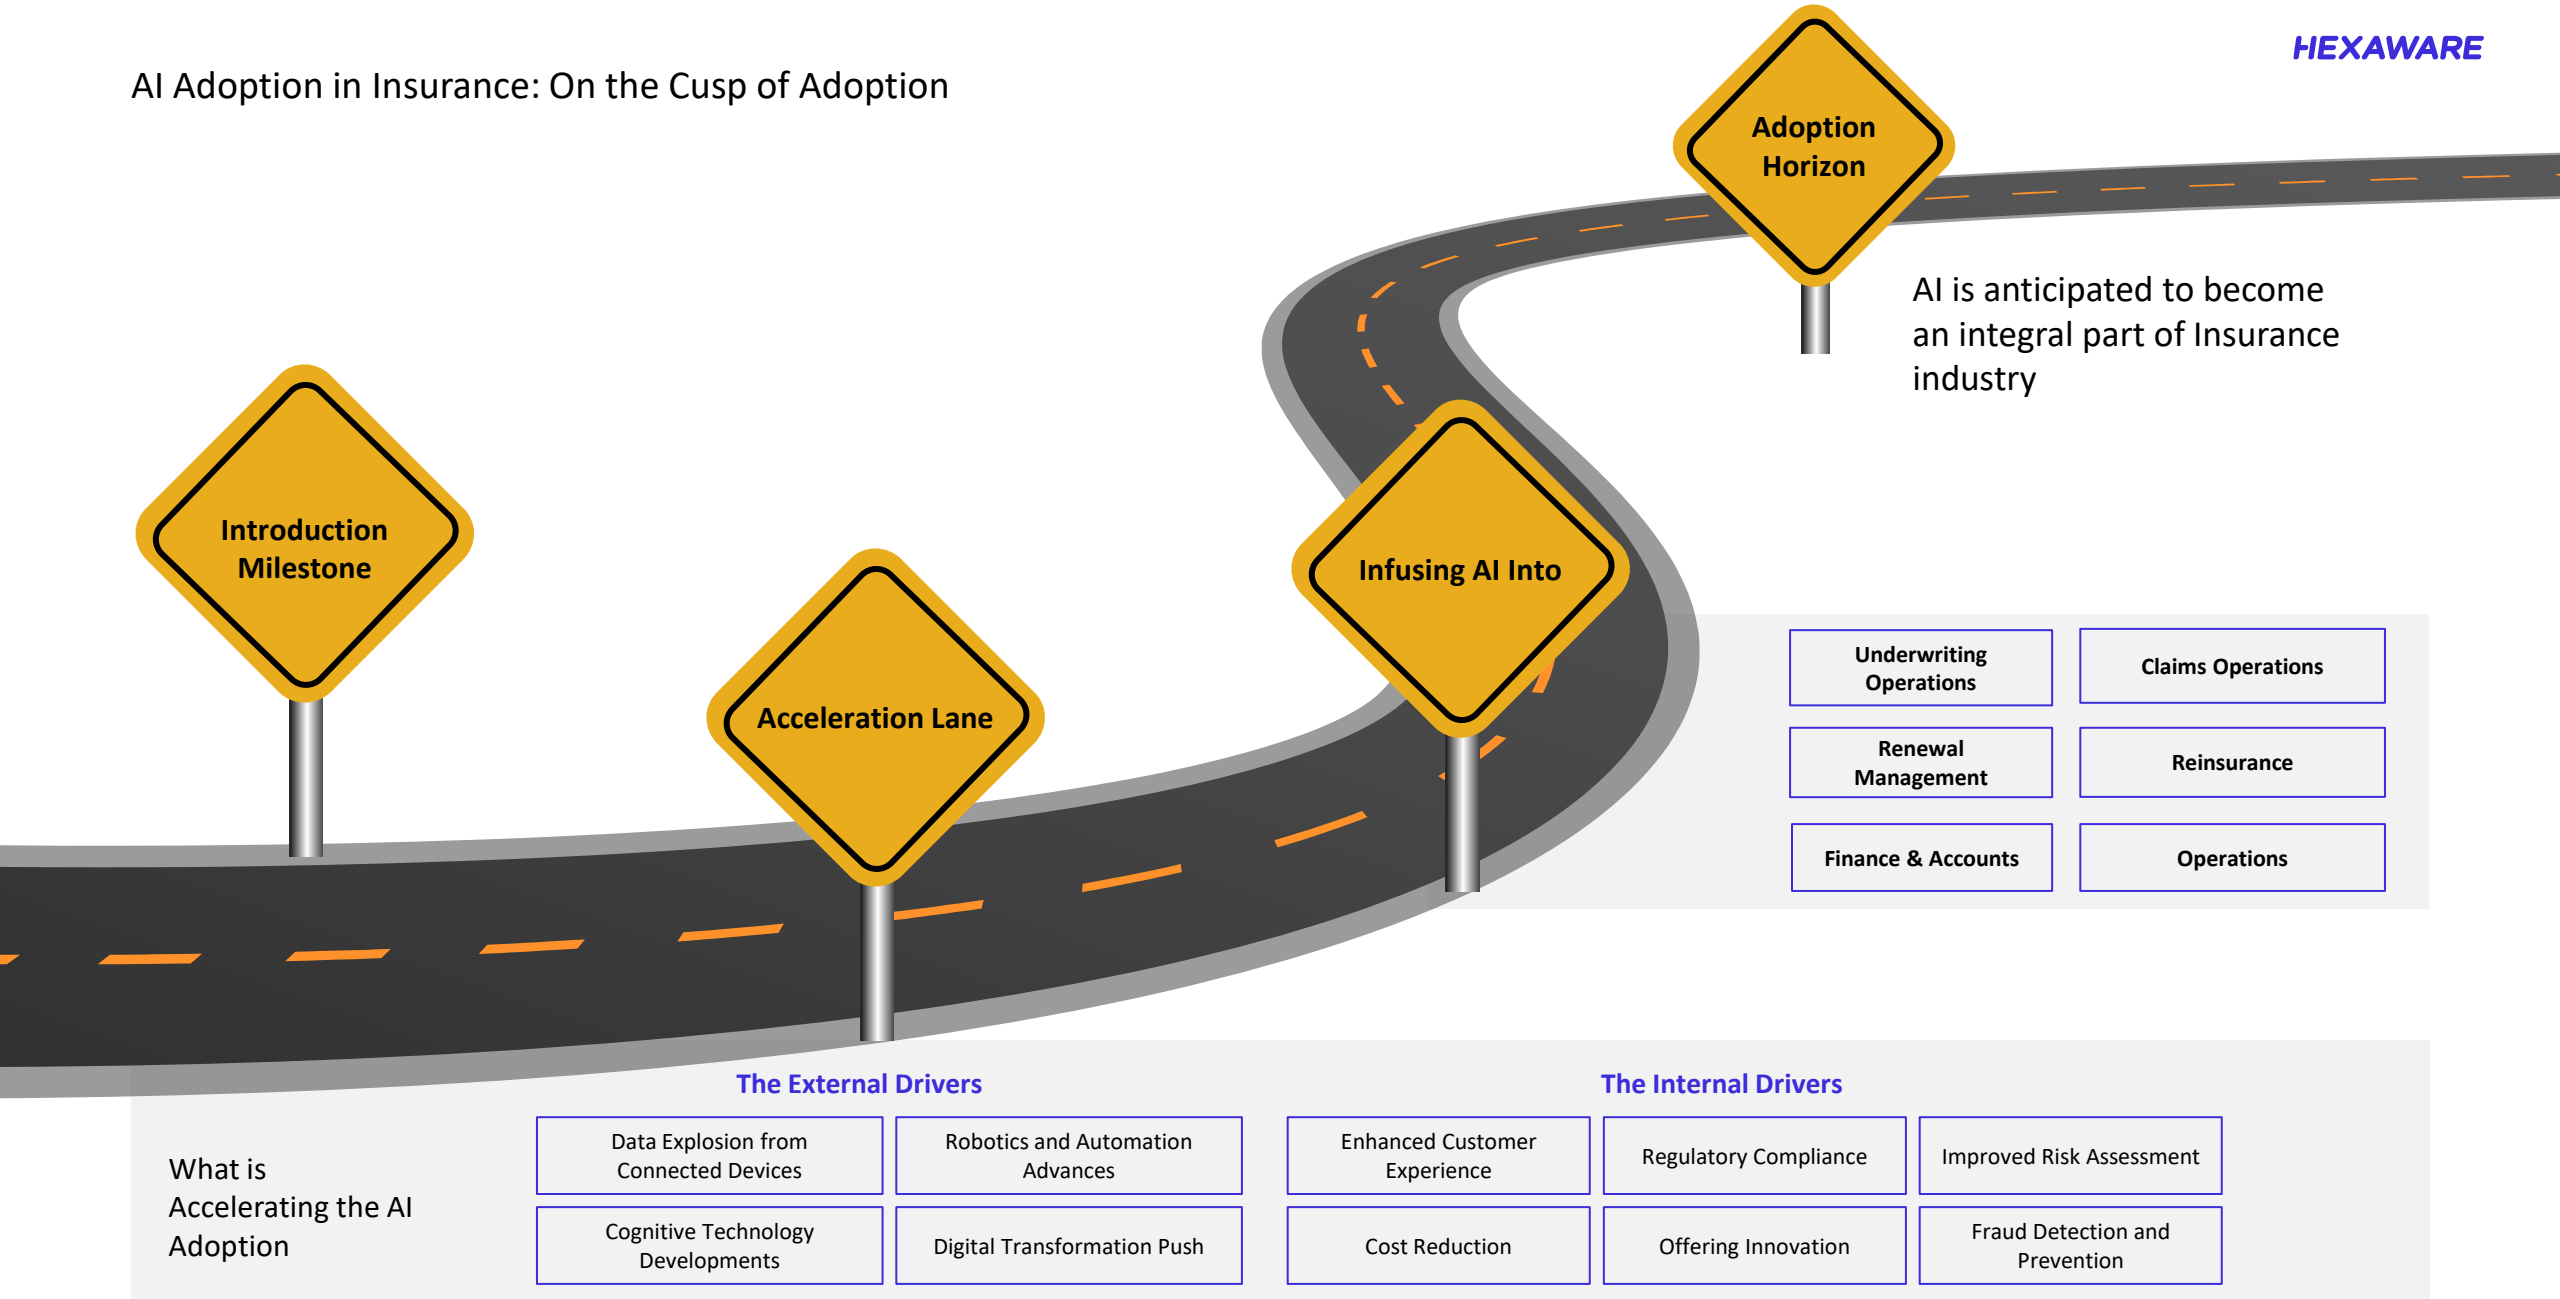 HEXAWARE
AI Adoption in Insurance: On the Cusp of Adoption
Adoption
Horizon
AI is anticipated to become
an integral part of Insurance
industry
Introduction
Milestone
Acceleration Lane
Infusing AI Into
Underwriting
Operations
Claims Operations
Renewal
Management
Reinsurance
Finance & Accounts
Operations
What is
Accelerating the AI
Adoption
The External Drivers
Data Explosion from
Connected Devices
Robotics and Automation
Advances
Cognitive Technology
Developments
Digital Transformation Push
The Internal Drivers
Enhanced Customer
Experience
Regulatory Compliance
Improved Risk Assessment
Cost Reduction
Offering Innovation
Fraud Detection and
Prevention